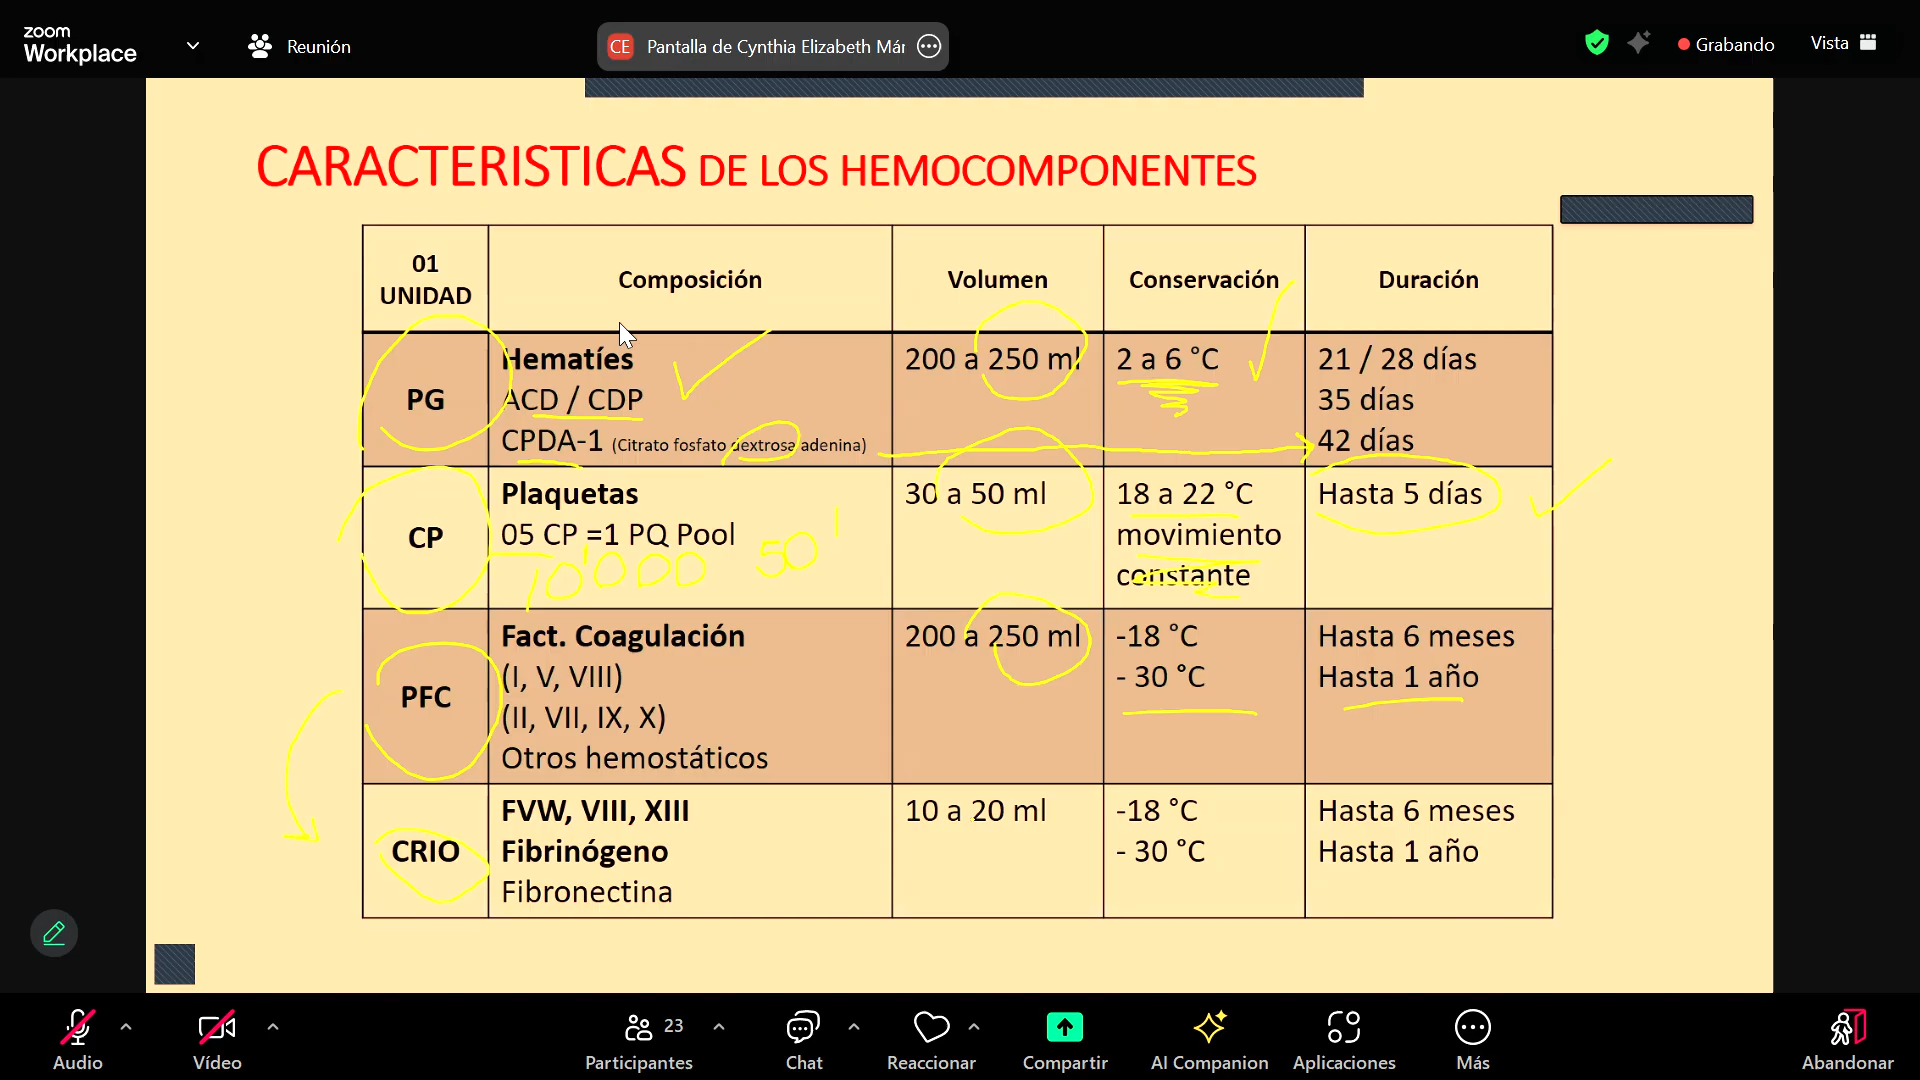 zoom
Workplace
Reunión
CE Pantalla de Cynthia Elizabeth Már
Grabando
Vista
CARACTERISTICAS DE LOS HEMOCOMPONENTES
01 UNIDAD
Composición
Volumen
Conservación
Duración
PG
Hematíes
ACD / CDP
CPDA-1 (Citrato fosfato dextrosa adenina)
200 a 250 ml
2 a 6 °C
21 / 28 días
35 días
42 días
CP
Plaquetas
05 CP =1 PQ Pool
10'000 50'
30 a 50 ml
18 a 22 °C
movimiento
constante
Hasta 5 días
PFC
Fact. Coagulación
(I, V, VIII)
(II, VII, IX, X)
Otros hemostáticos
200 a 250 ml
-18 °C
- 30 °C
Hasta 6 meses
Hasta 1 año
CRIO
FVW, VIII, XIII
Fibrinógeno
Fibronectina
10 a 20 ml
-18 °C
- 30 °C
Hasta 6 meses
Hasta 1 año
Audio
Vídeo
23
Participantes
Chat
Reaccionar
Compartir
AI Companion
Aplicaciones
Más
Abandonar